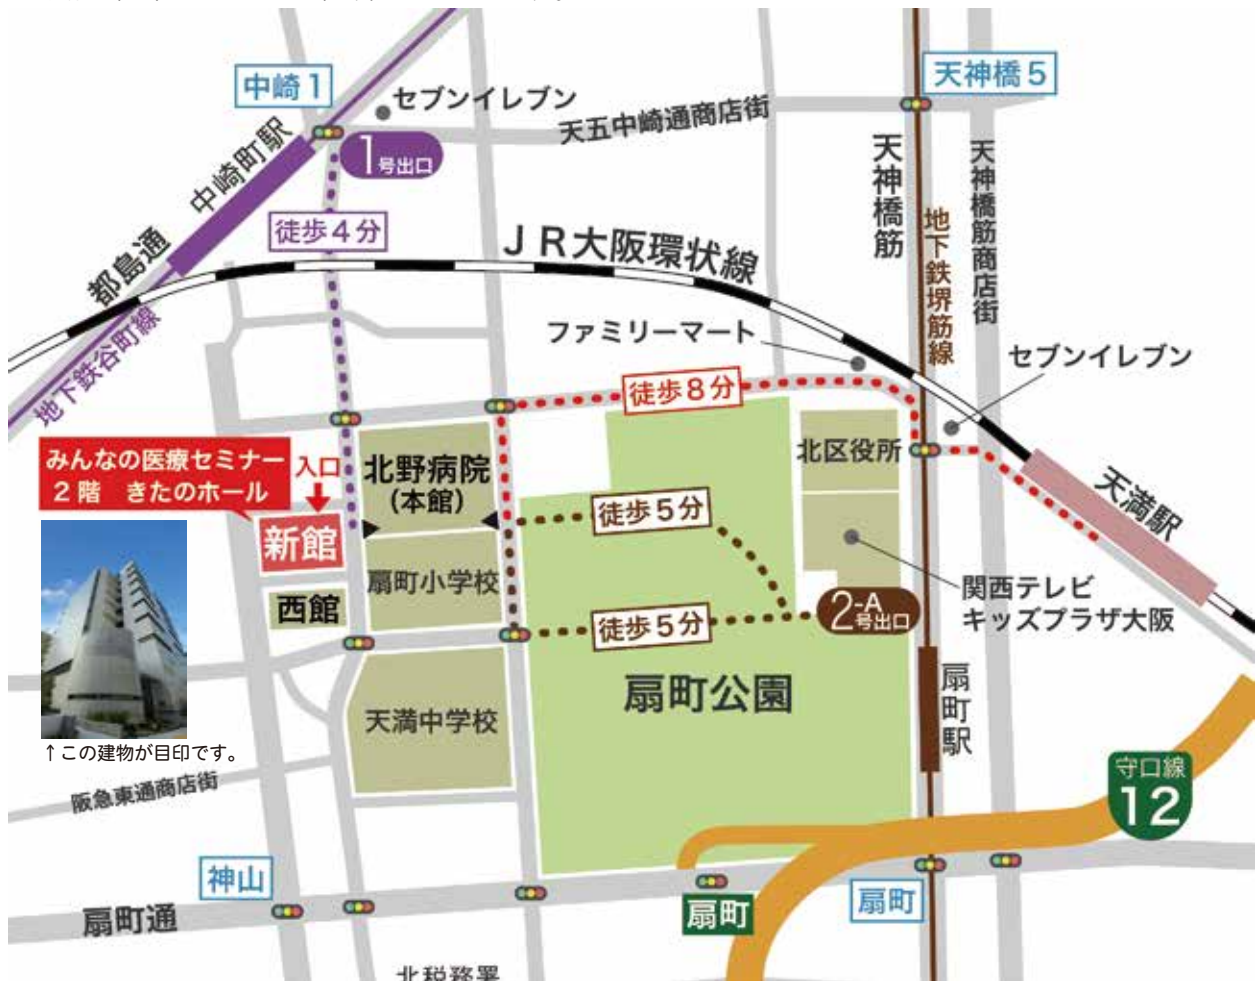 中崎1
セブンイレブン
天神橋5
天五中崎通商店街
1号出口
中崎町駅
徒歩4分
都島通
地下鉄谷町線
JR大阪環状線
天神橋筋
地下鉄堺筋線
天神橋筋商店街
ファミリーマート
セブンイレブン
徒歩8分
みんなの医療セミナー
2階 きたのホール
入口
北野病院
(本館)
北区役所
天満駅
新館
徒歩5分
扇町小学校
西館
関西テレビ
キッズプラザ大阪
2-A
号出口
徒歩5分
扇町公園
扇町駅
天満中学校
↑この建物が目印です。
阪急東通商店街
守口線
12
神山
扇町通
扇町
扇町
北税務署